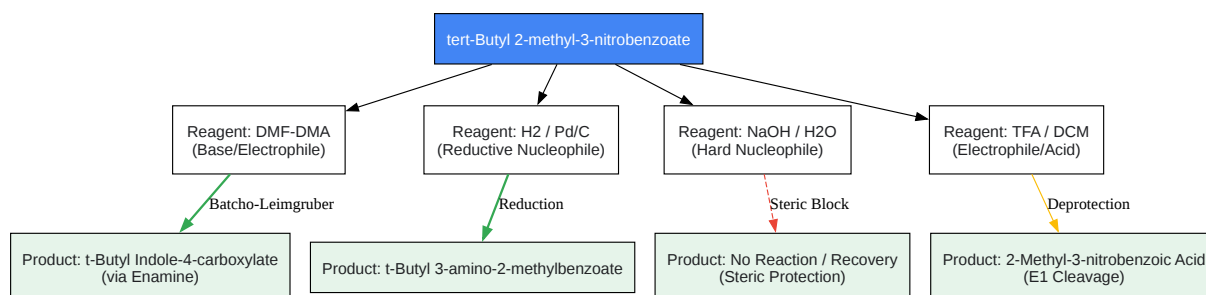 tert-Butyl 2-methyl-3-nitrobenzoate
Reagent: DMF-DMA
(Base/Electrophile)
Reagent: H2 / Pd/C
(Reductive Nucleophile)
Reagent: NaOH / H2O
(Hard Nucleophile)
Reagent: TFA / DCM
(Electrophile/Acid)
Batcho-Leimgruber
Reduction
Steric Block
Deprotection
Product: t-Butyl Indole-4-carboxylate
(via Enamine)
Product: t-Butyl 3-amino-2-methylbenzoate
Product: No Reaction / Recovery
(Steric Protection)
Product: 2-Methyl-3-nitrobenzoic Acid
(E1 Cleavage)